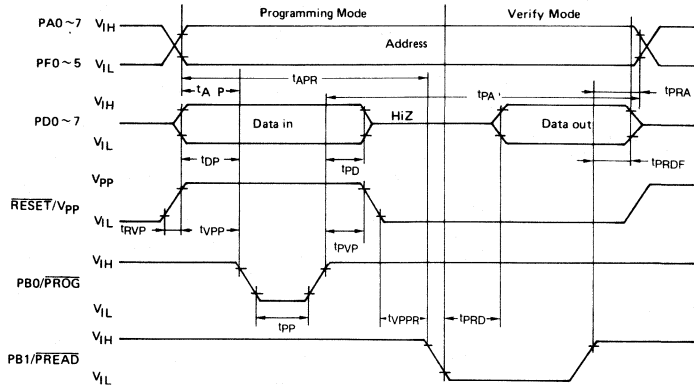 Programming Mode
Verify Mode
PA0~7 VIH
Address
PF0~5 VIL
tAPR
tPRA
tA P
tPA
VIH
PD0~7
Data in
HiZ
Data out
VIL
tDP
tPD
tPRDF
VPP
RESET/VPP
VIL
tRVP
tVPP
tPVP
VIH
PB0/PROG
VIL
tPP
tVPPR
tPRD
VIH
PB1/PREAD
VIL